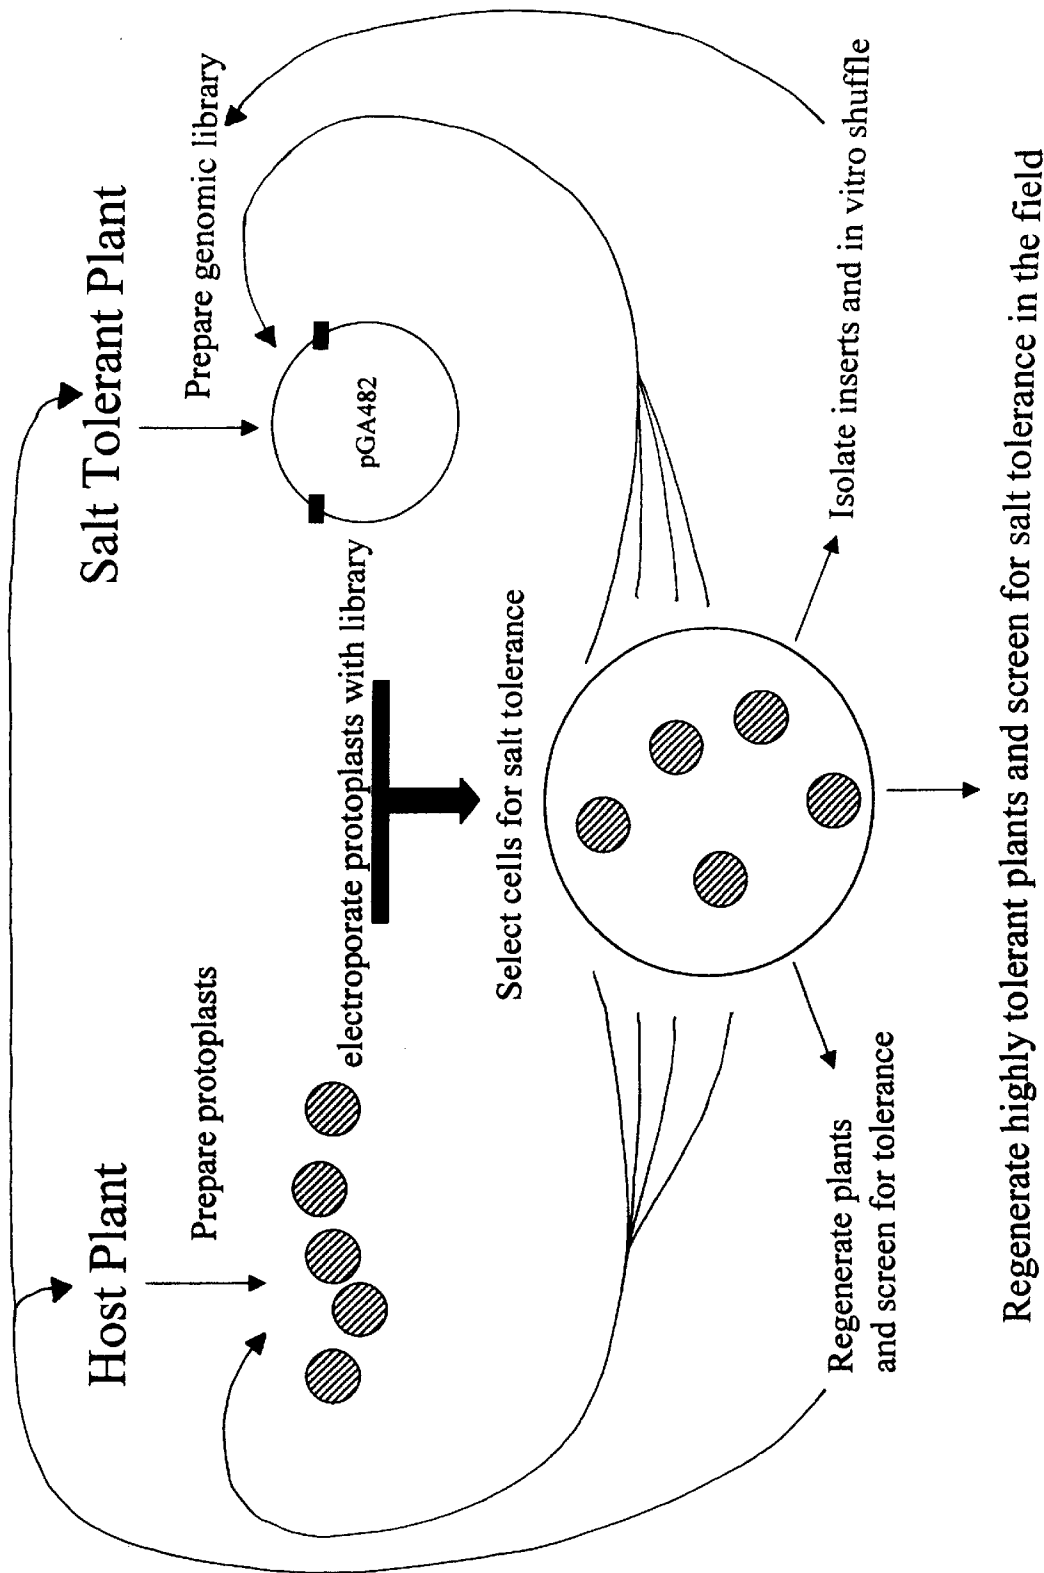 Host Plant
Salt Tolerant Plant
Prepare protoplasts
Prepare genomic library
pGA482
electroporate protoplasts with library
Select cells for salt tolerance
Regenerate plants
and screen for tolerance
Isolate inserts and in vitro shuffle
Regenerate highly tolerant plants and screen for salt tolerance in the field